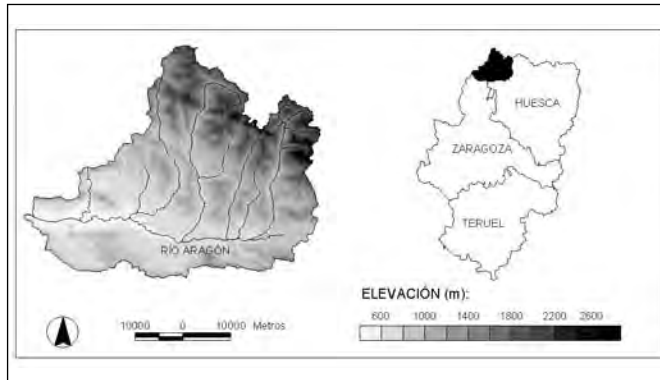 HUESCA
ZARAGOZA
TERUEL
RÍO ARAGÓN
ELEVACIÓN (m):
10000 0 10000 Metros
600 1000 1400 1800 2200 2600